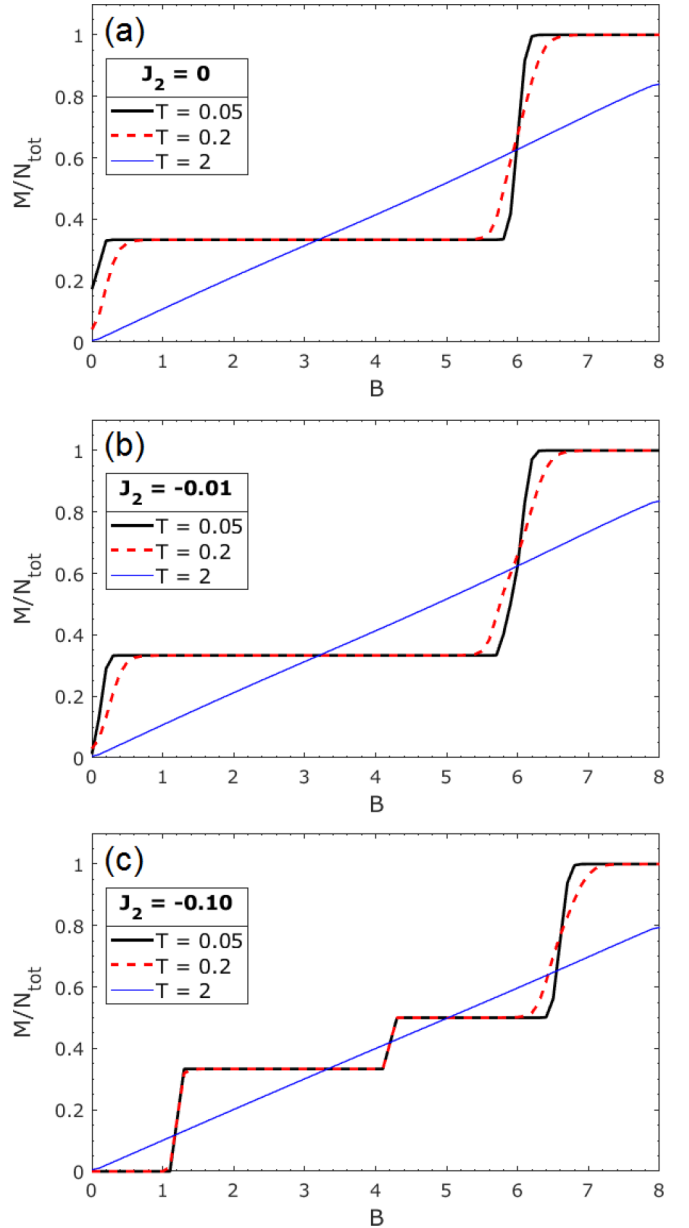 (a)
J2 = 0
T = 0.05
T = 0.2
T = 2
M/Ntot
1
0.8
0.6
0.4
0.2
0
0 1 2 3 4 5 6 7 8
B
(b)
J2 = -0.01
T = 0.05
T = 0.2
T = 2
M/Ntot
1
0.8
0.6
0.4
0.2
0
0 1 2 3 4 5 6 7 8
B
(c)
J2 = -0.10
T = 0.05
T = 0.2
T = 2
M/Ntot
1
0.8
0.6
0.4
0.2
0
0 1 2 3 4 5 6 7 8
B